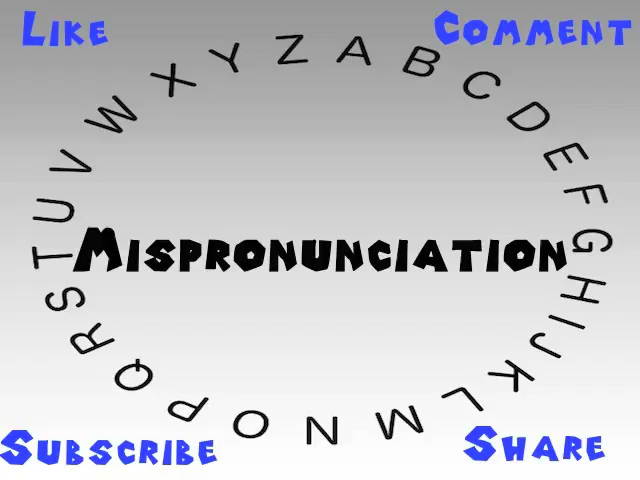 Like
Comment
A B C D E F G H I J K L M N O P Q R S T U V W X Y Z
Mispronunciation
Subscribe
Share